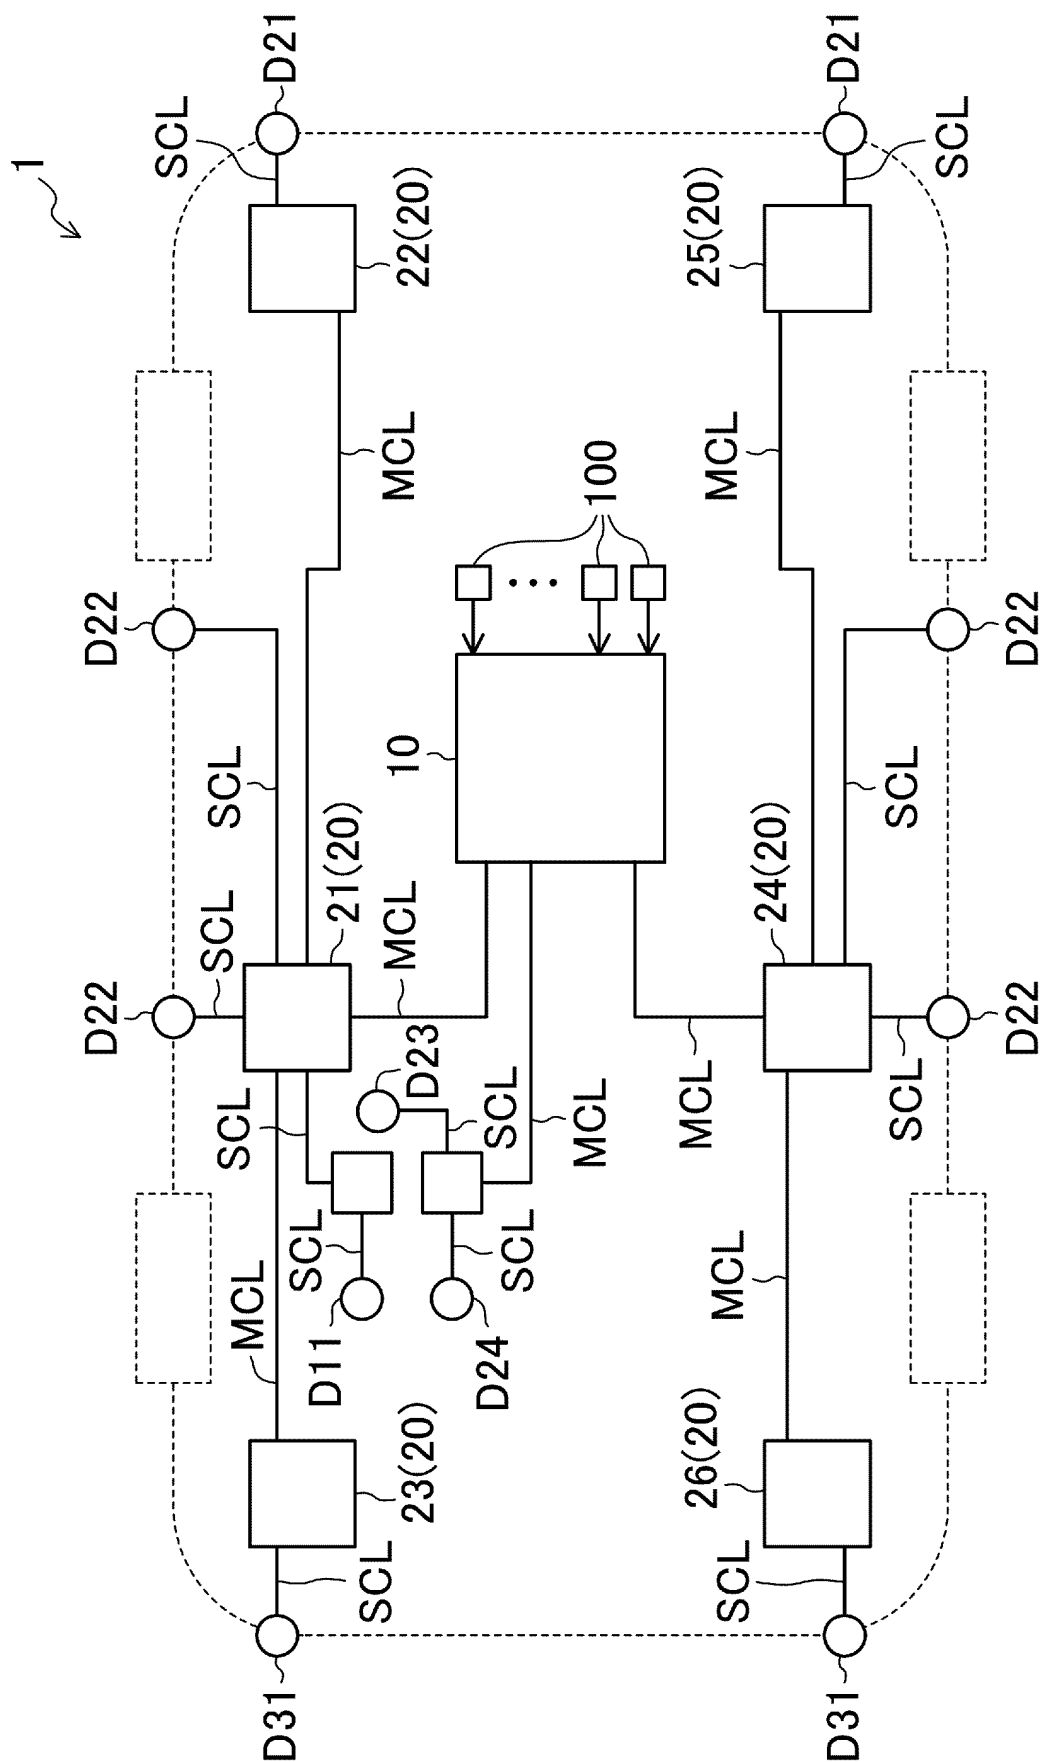 1
D22
D22
SCL
SCL
SCL
SCL
MCL
D31
D21
SCL
D11
21(20)
SCL
MCL
MCL
10
22(20)
23(20)
D23
D24
SCL
SCL
MCL
100
MCL
26(20)
25(20)
MCL
MCL
SCL
24(20)
D31
D21
SCL
SCL
SCL
D22
D22